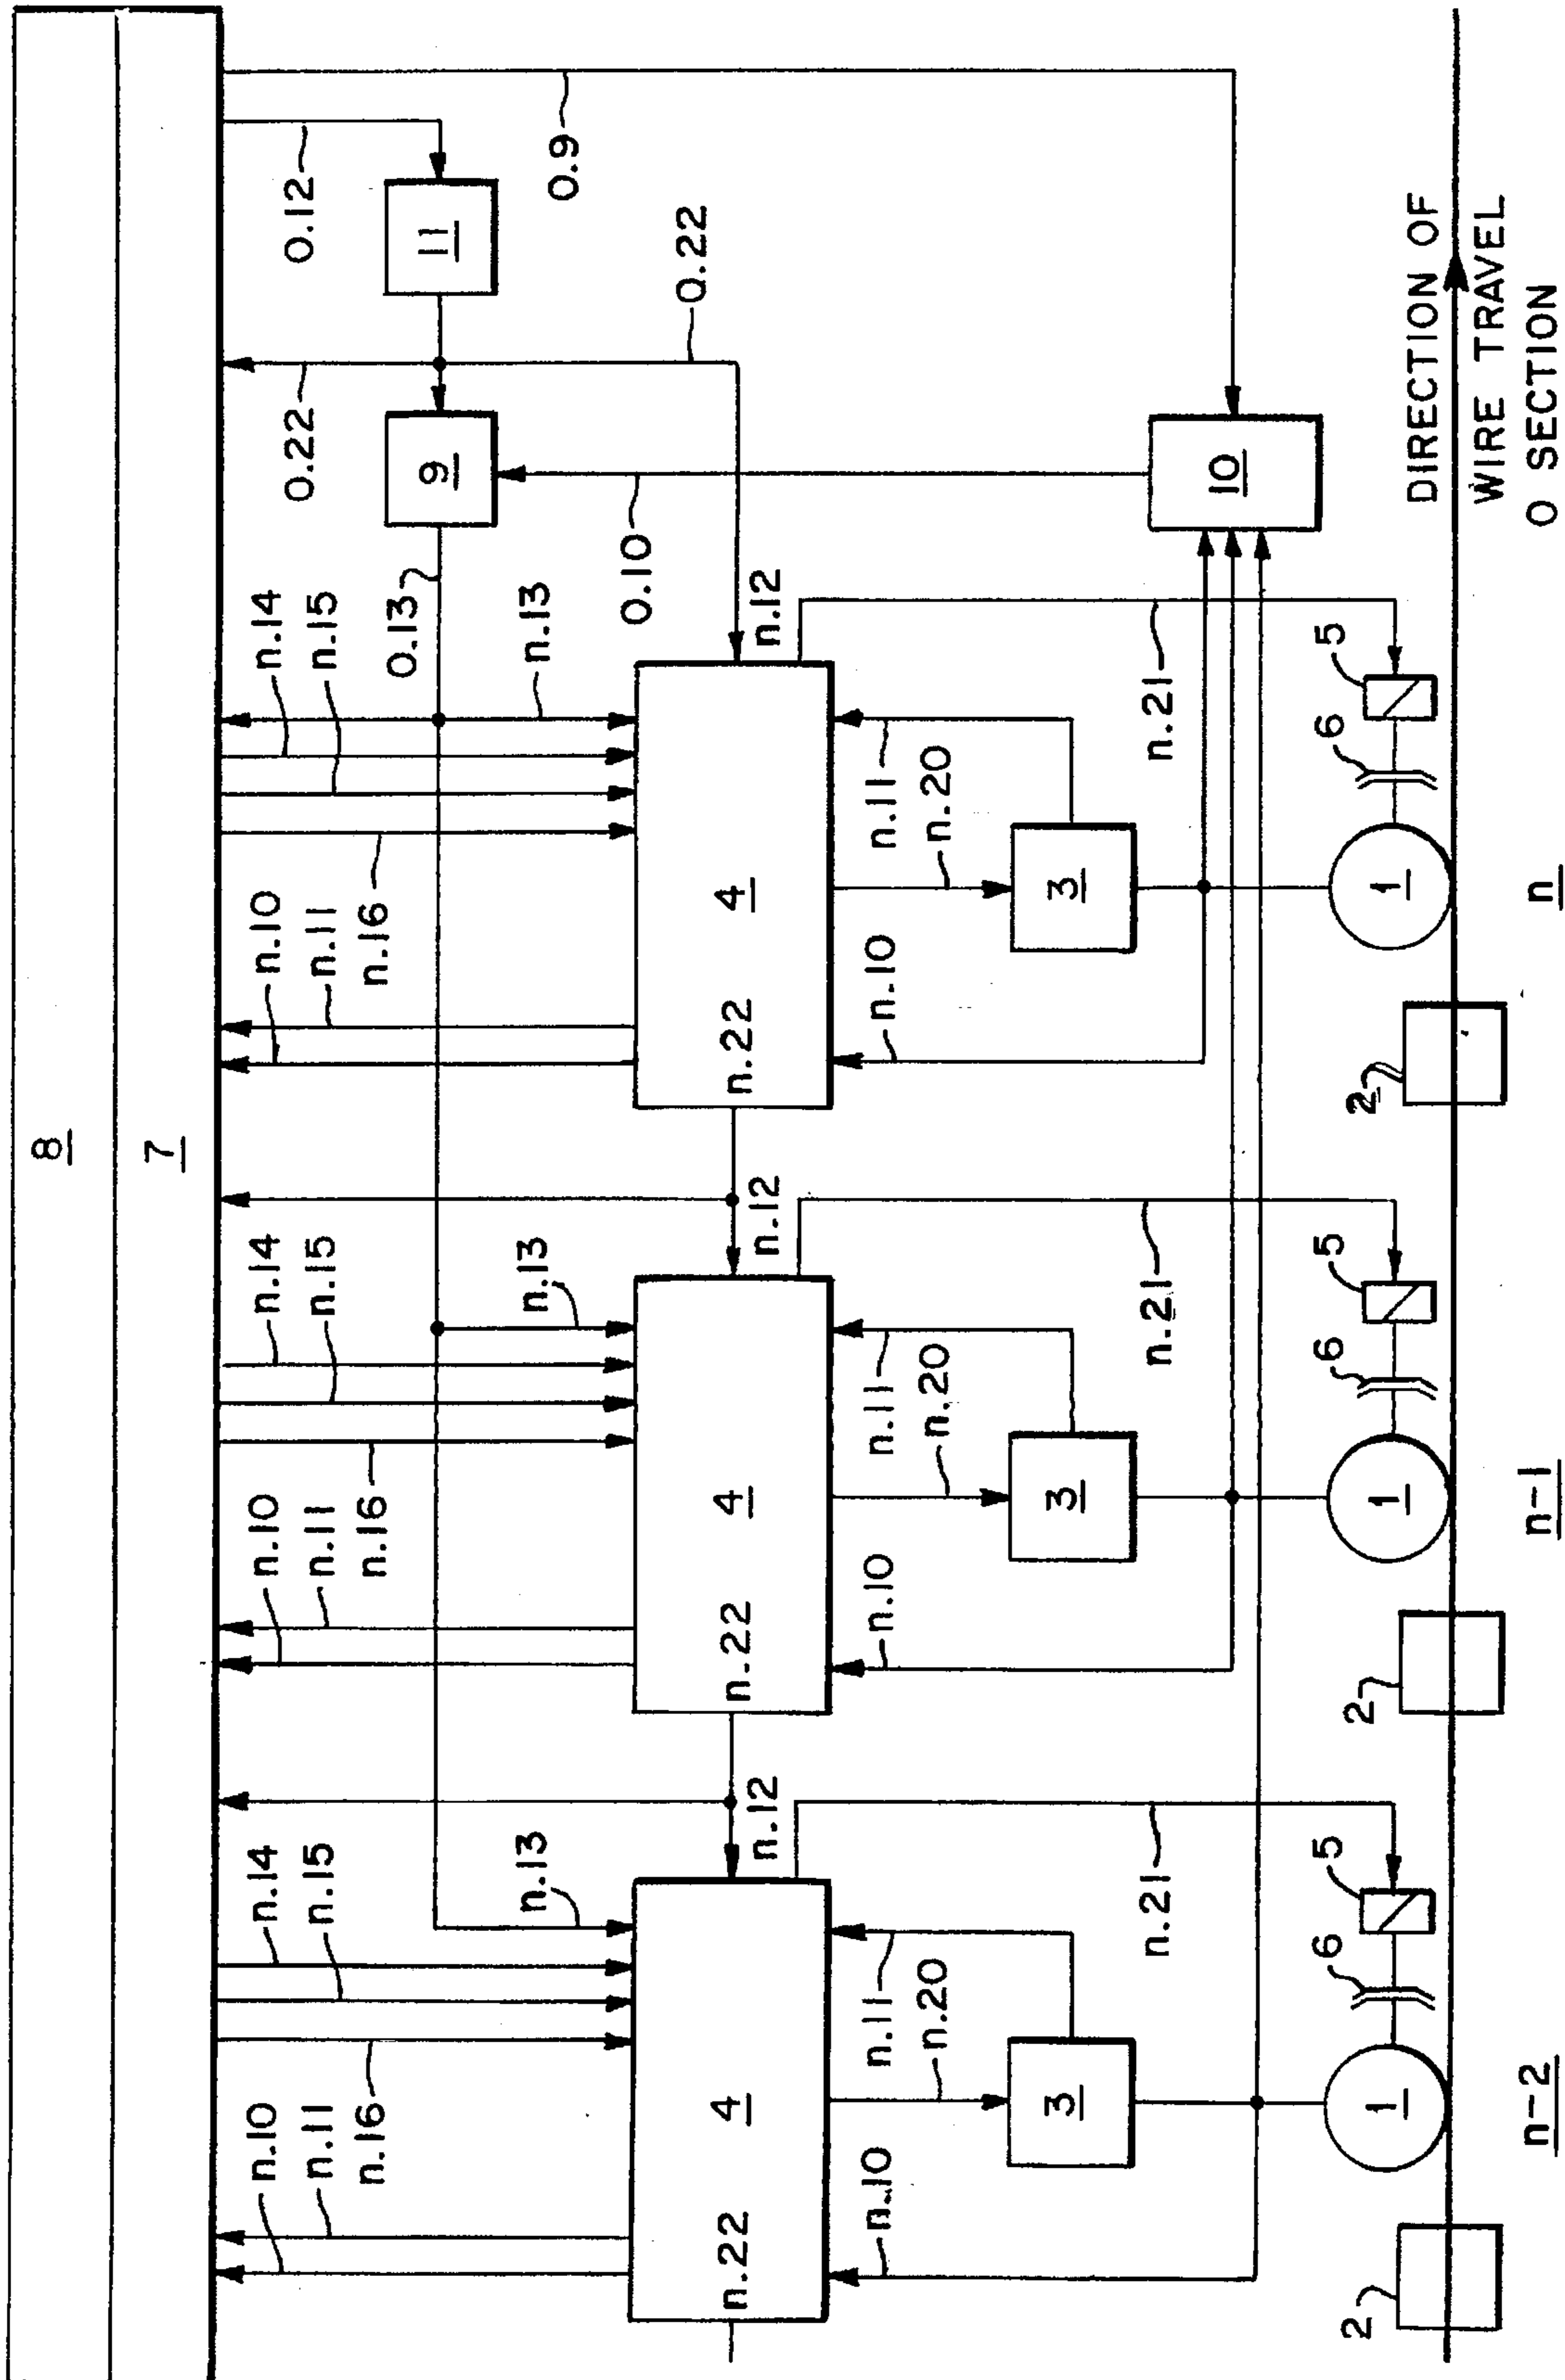 8
7
n.10 n.14 n.10 n.14 n.10 n.14 0.22 0.12
n.11 n.15 n.11 n.15 n.11 n.15
n.16 n.16 n.16 0.13
9 11
n.13 n.13 n.13 0.9
0.10 0.22
n.22 4 n.12 n.22 4 n.12 n.22 4 n.12
n.10 n.11 n.10 n.11 n.10 n.11
n.20 n.20 n.20
3 3 3
n.21 n.21 n.21 10
2 6 5 2 6 5 2 6 5
1 1 1
DIRECTION OF
WIRE TRAVEL
n-2 n-1 n O SECTION